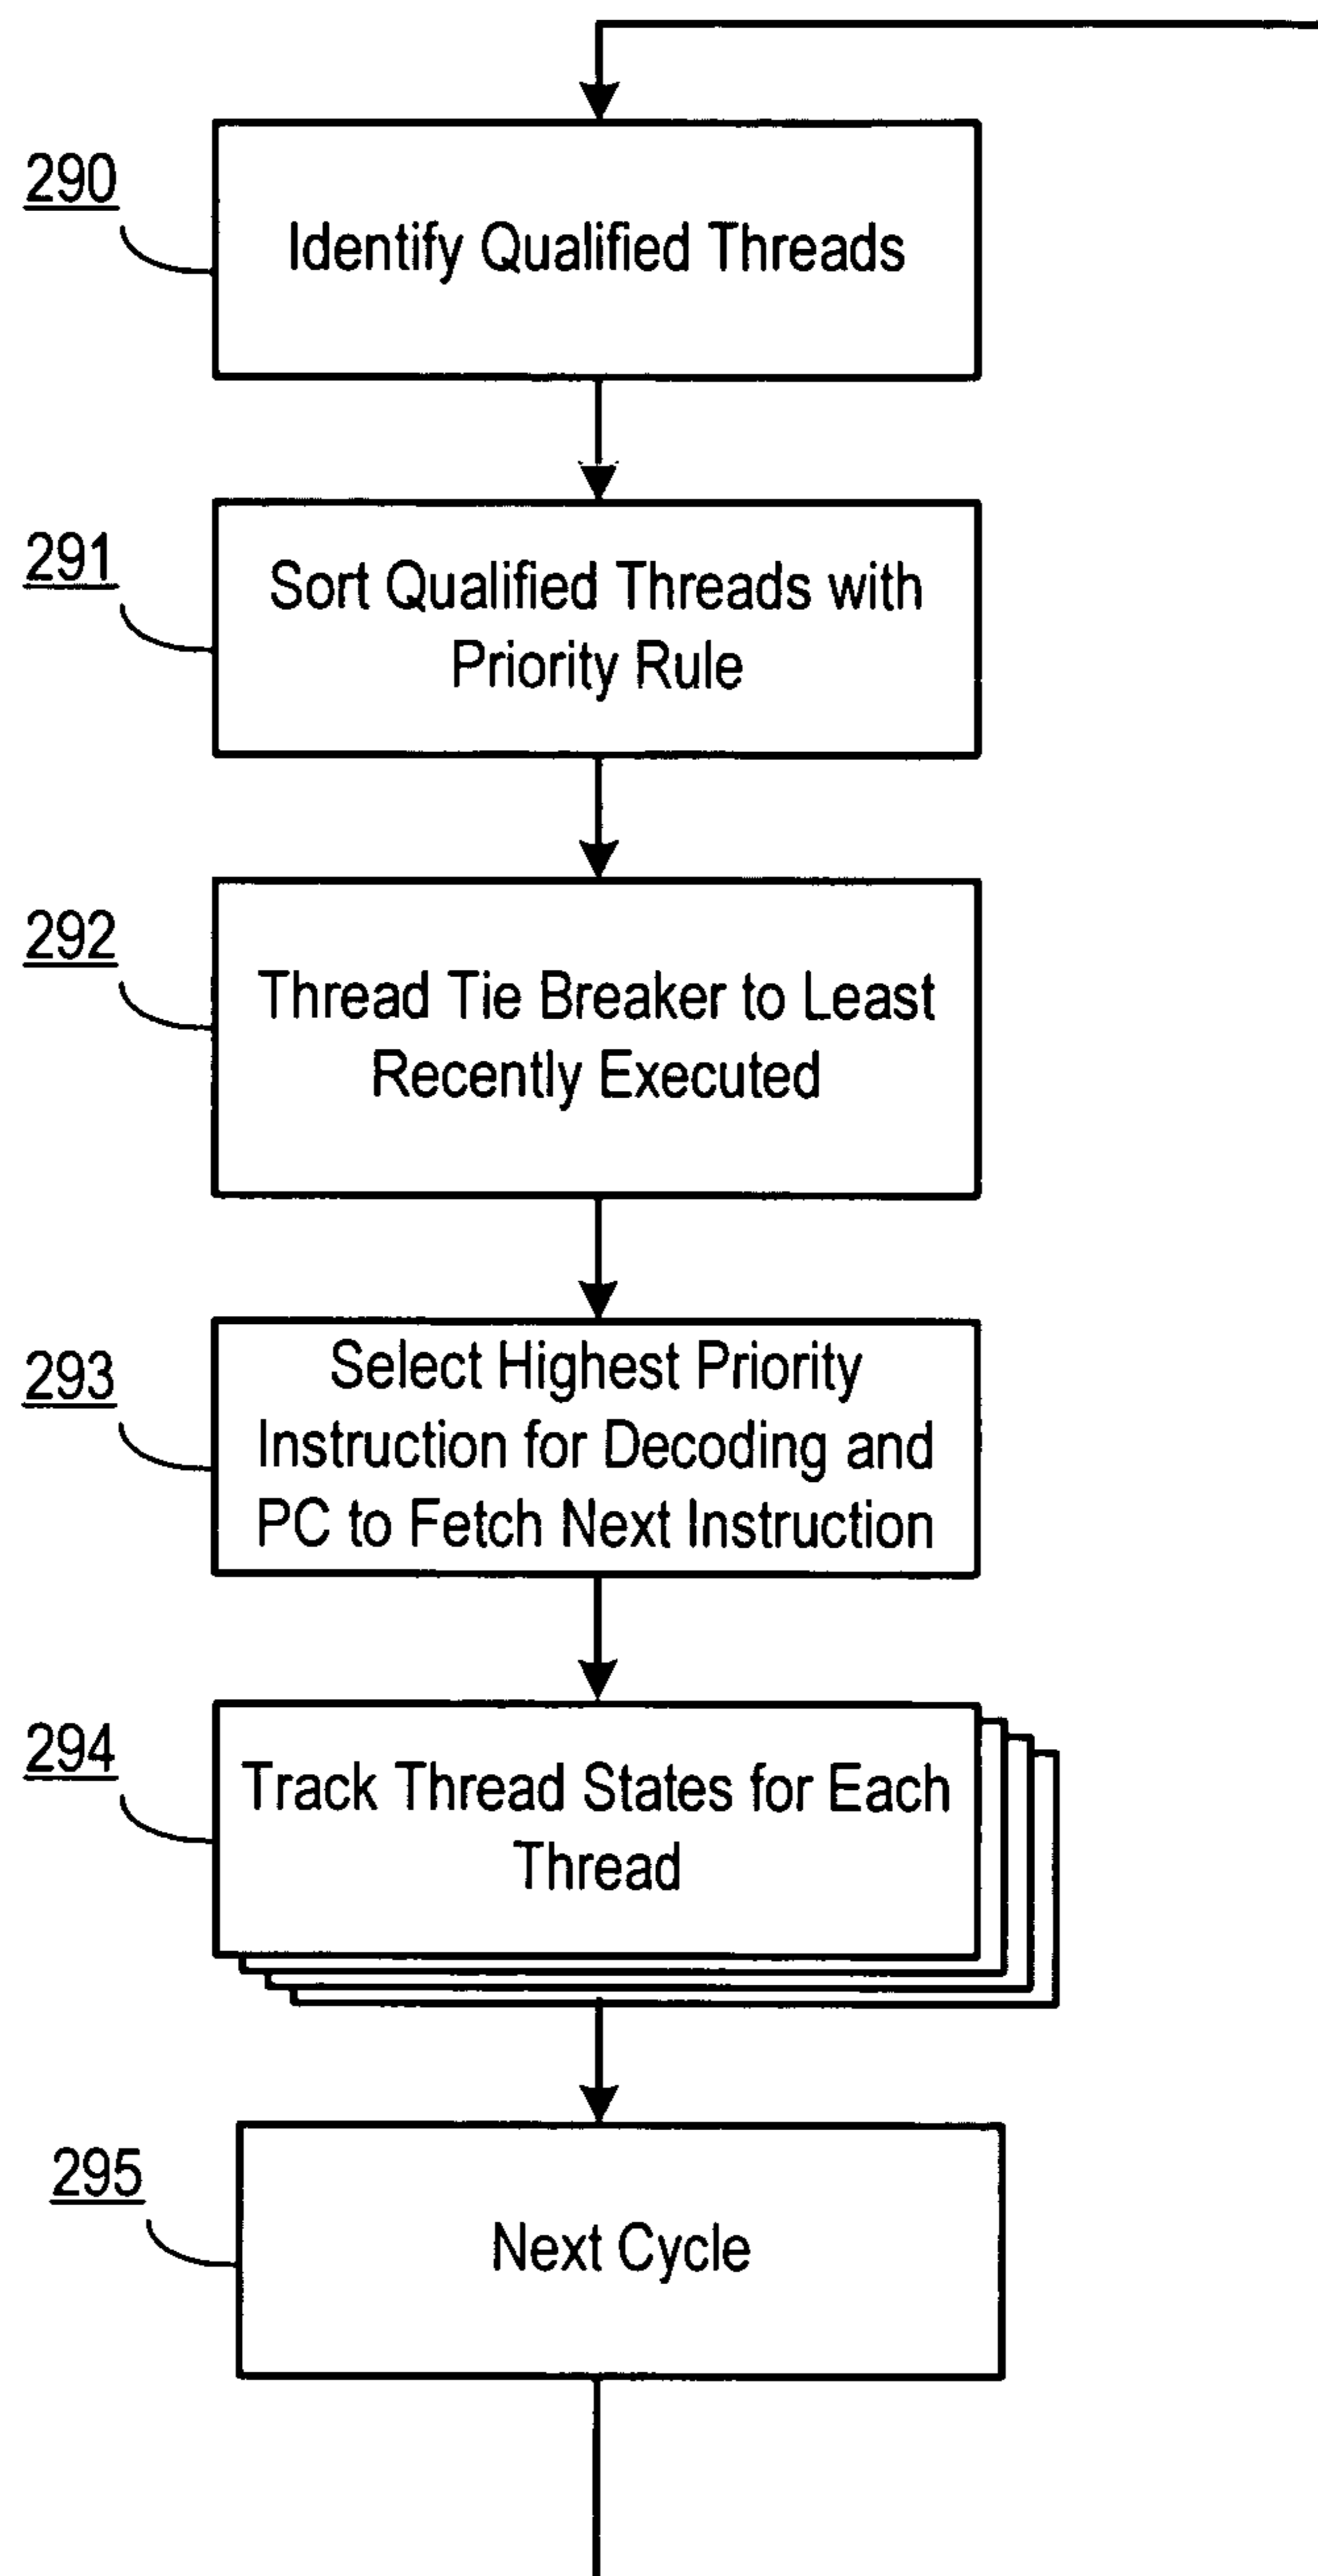 290
Identify Qualified Threads
291
Sort Qualified Threads with
Priority Rule
292
Thread Tie Breaker to Least
Recently Executed
293
Select Highest Priority
Instruction for Decoding and
PC to Fetch Next Instruction
294
Track Thread States for Each
Thread
295
Next Cycle